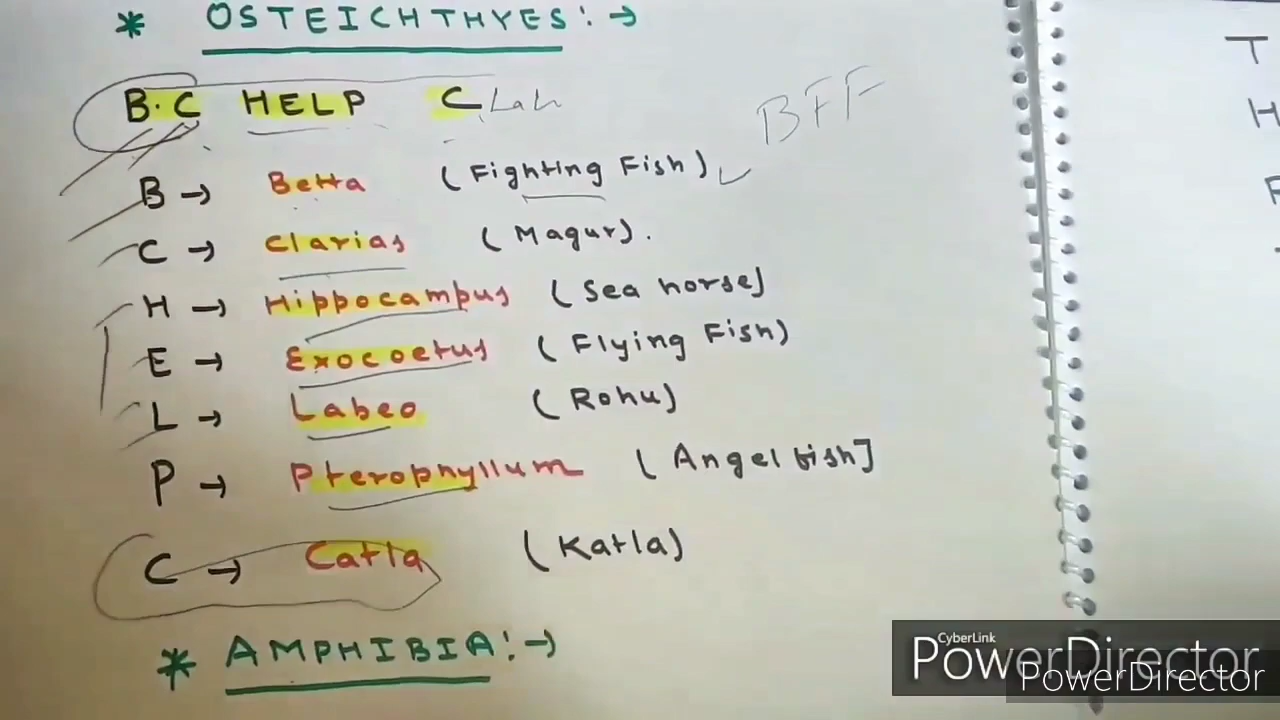 * OSTEICHTHYES:→
B.C HELP C
BFF
B → Betta (Fighting Fish)
C → Clarias (Magur).
H → Hippocampus (Sea horse]
E → Exocoetus (Flying Fish)
L → Labeo (Rohu)
P → Pterophyllum (Angel fish]
C → Catla (Katla)
* AMPHIBIA:→
T
H
CyberLink
PowerDirector
PowerDirector